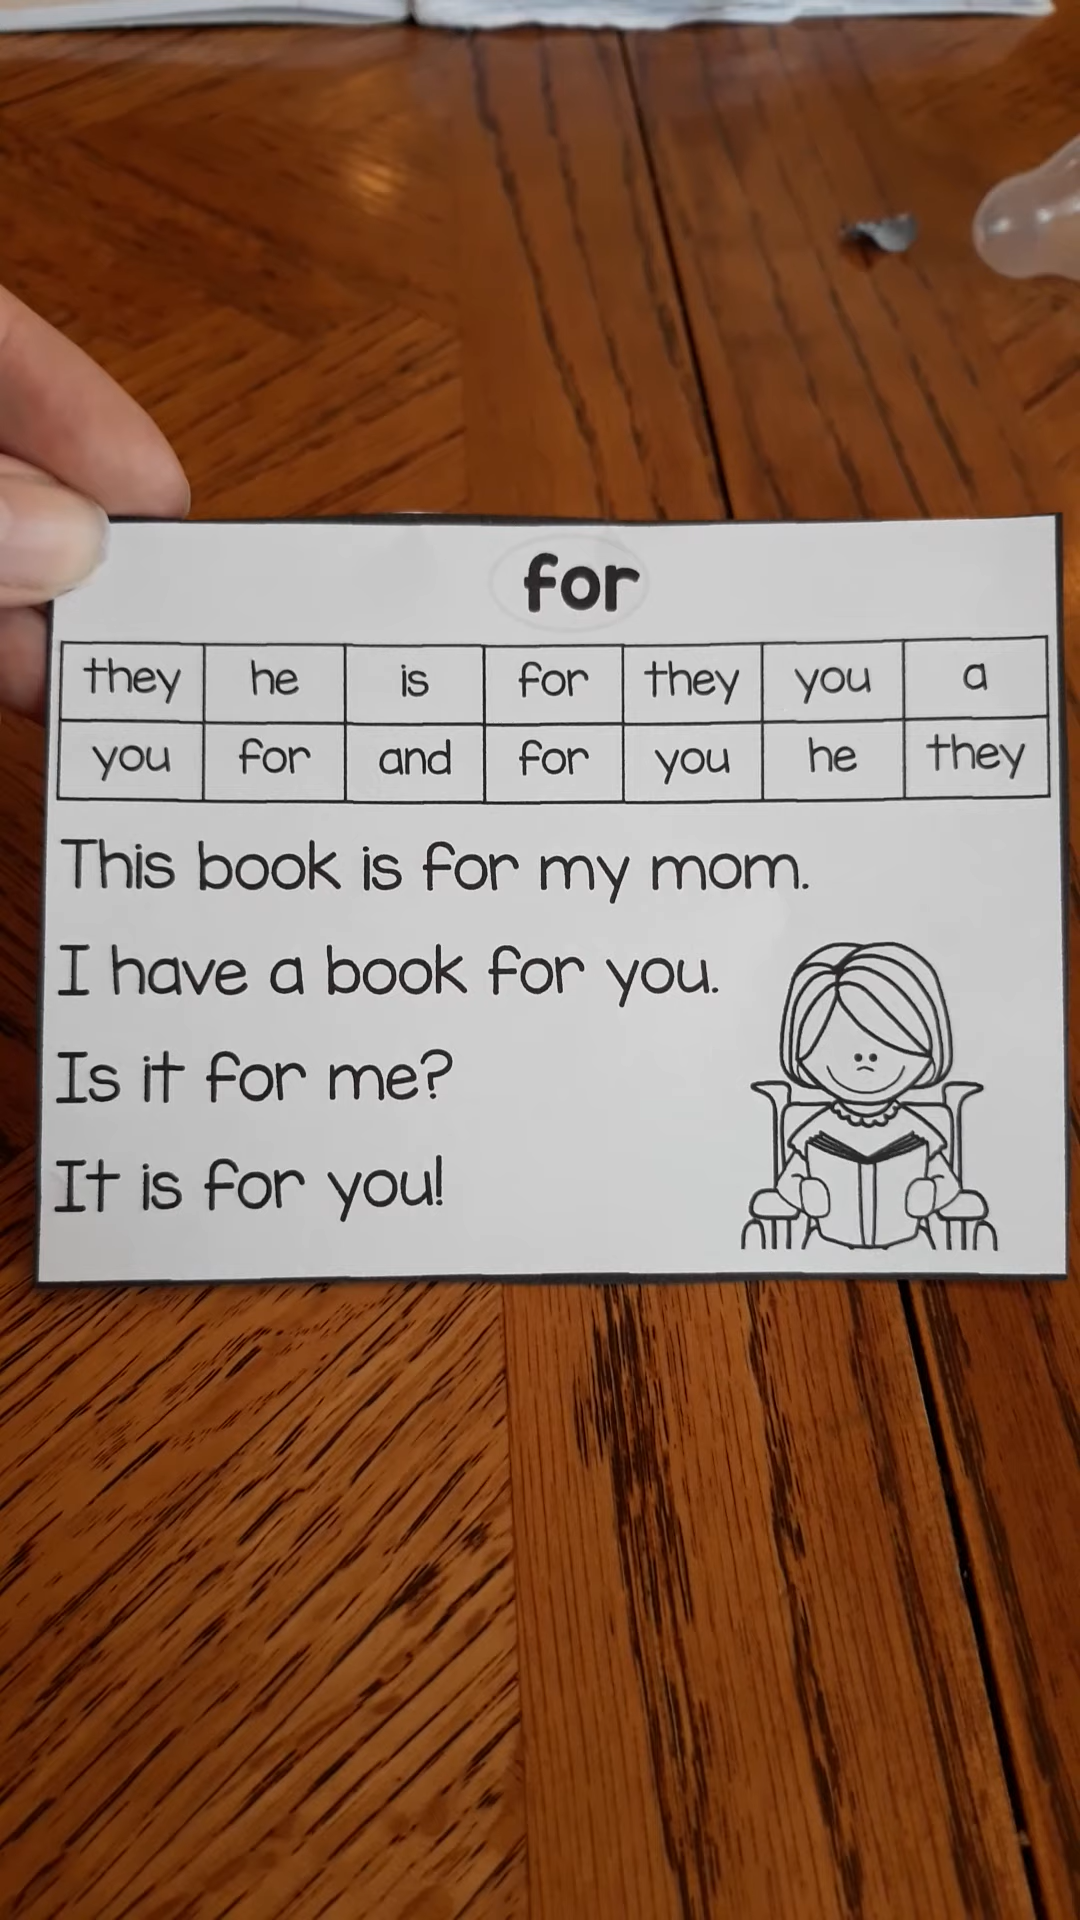 for
they he is for they you a
you for and for you he they
This book is for my mom.
I have a book for you.
Is it for me?
It is for you!